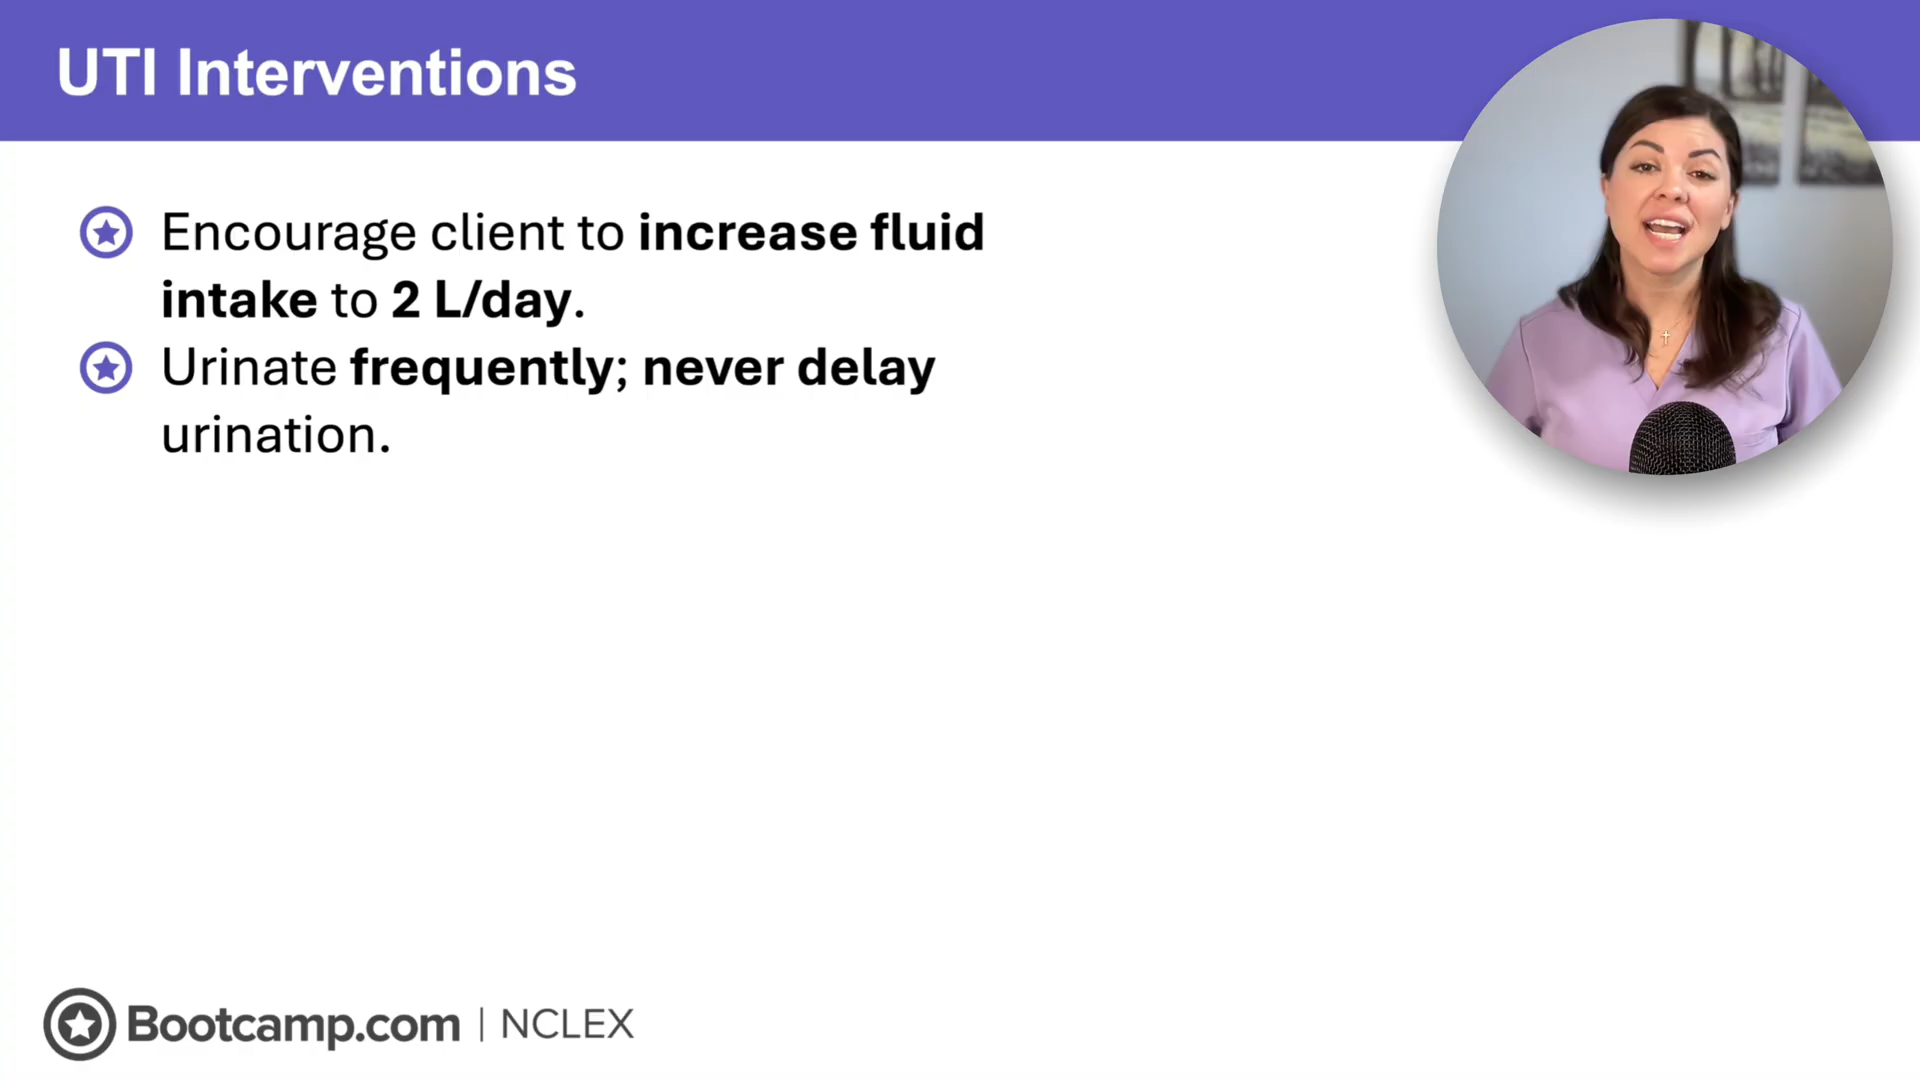 UTI Interventions
Encourage client to increase fluid
intake to 2 L/day.
Urinate frequently; never delay
urination.
Bootcamp.com | NCLEX